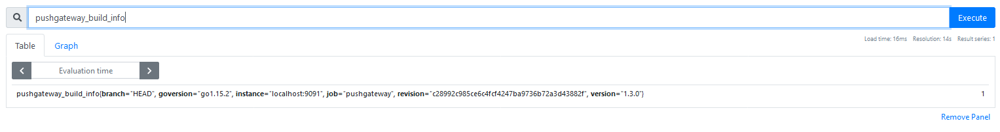 pushgateway_build_info
Execute
Table
Graph
Load time: 16ms Resolution: 14s Result series: 1
Evaluation time
pushgateway_build_info{branch="HEAD", goversion="go1.15.2", instance="localhost:9091", job="pushgateway", revision="c28992c985ce6c4fcf4247ba9736b72a3d43882f", version="1.3.0"} 1
Remove Panel